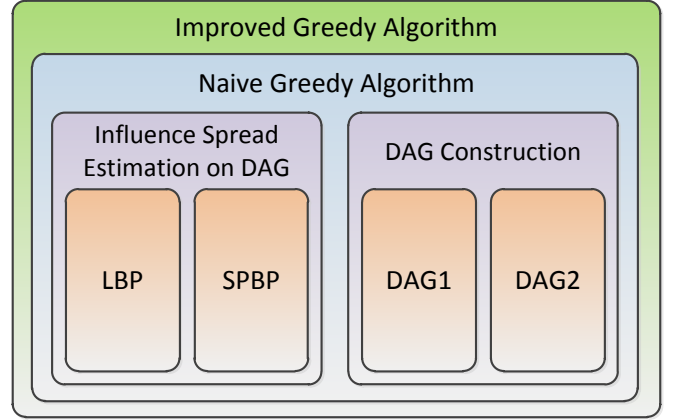 Improved Greedy Algorithm
Naive Greedy Algorithm
Influence Spread
Estimation on DAG
DAG Construction
LBP
SPBP
DAG1
DAG2